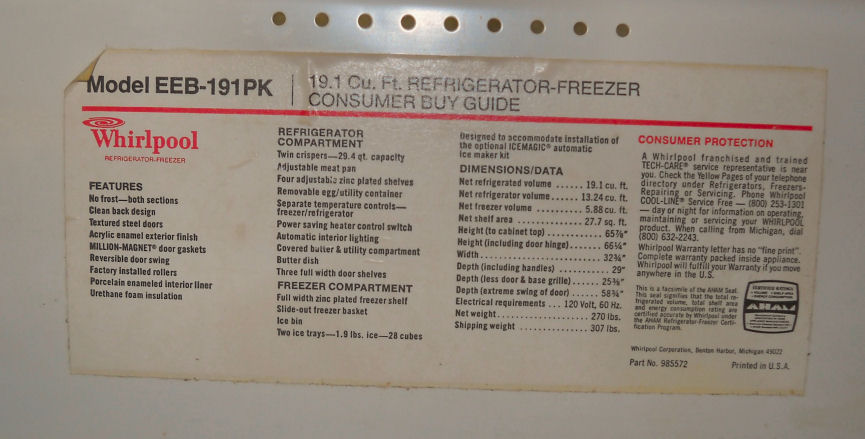 Model EEB-191PK
19.1 Cu. Ft. REFRIGERATOR-FREEZER
CONSUMER BUY GUIDE
Whirlpool
REFRIGERATOR-FREEZER
FEATURES
No frost—both sections
Clean back design
Textured steel doors
Acrylic enamel exterior finish
MILLION-MAGNET® door gaskets
Reversible door swing
Factory installed rollers
Porcelain enameled interior liner
Urethane foam insulation
REFRIGERATOR
COMPARTMENT
Twin crispers—29.4 qt. capacity
Adjustable meat pan
Four adjustable zinc plated shelves
Removable egg/utility container
Separate temperature controls—
freezer/refrigerator
Power saving heater control switch
Automatic interior lighting
Covered butter & utility compartment
Butter dish
Three full width door shelves
FREEZER COMPARTMENT
Full width zinc plated freezer shelf
Slide-out freezer basket
Ice bin
Two ice trays—1.9 lbs. ice—28 cubes
Designed to accommodate installation of
the optional ICEMAGIC® automatic
ice maker kit
DIMENSIONS/DATA
Net refrigerated volume ...... 19.1 cu. ft.
Net refrigerator volume ...... 13.24 cu. ft.
Net freezer volume ........... 5.88 cu. ft.
Net shelf area ............... 27.7 sq. ft.
Height (to cabinet top) ........ 65⅞"
Height (including door hinge)...... 66¼"
Width ..................... 32¾"
Depth (including handles) .......... 29"
Depth (less door & base grille)...... 25⅜"
Depth (extreme swing of door) ...... 58¾"
Electrical requirements ... 120 Volt, 60 Hz.
Net weight................. 270 lbs.
Shipping weight ............. 307 lbs.
CONSUMER PROTECTION
A Whirlpool franchised and trained
TECH-CARE® service representative is near
you. Check the Yellow Pages of your telephone
directory under Refrigerators, Freezers-
Repairing or Servicing. Phone Whirlpool
COOL-LINE® Service Free — (800) 253-1301
— day or night for information on operating,
maintaining or servicing your WHIRLPOOL
product. When calling from Michigan, dial
(800) 632-2243.
Whirlpool Warranty letter has no "fine print".
Complete warranty packed inside appliance.
Whirlpool will fulfill your Warranty if you move
anywhere in the U.S.
This is a facsimile of the AHAM Seal.
This seal signifies that the total re-
frigerated volume, total shelf area
and energy consumption rating are
certified accurate by Whirlpool under
the AHAM Refrigerator-Freezer Certi-
fication Program.
AHAM
Whirlpool Corporation, Benton Harbor, Michigan 49022
Part No. 985572
Printed in U.S.A.